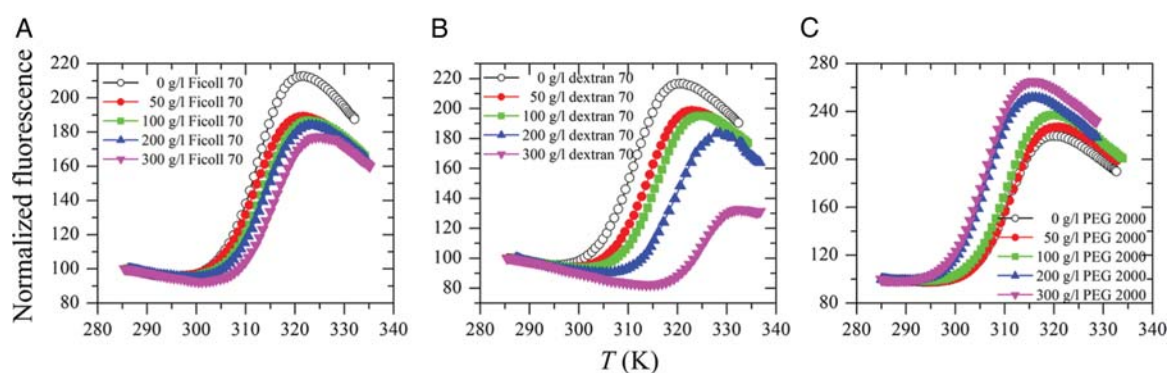 A
B
C
Normalized fluorescence
220
200
180
160
140
120
100
80
0 g/l Ficoll 70
50 g/l Ficoll 70
100 g/l Ficoll 70
200 g/l Ficoll 70
300 g/l Ficoll 70
280 290 300 310 320 330 340
220
200
180
160
140
120
100
80
0 g/l dextran 70
50 g/l dextran 70
100 g/l dextran 70
200 g/l dextran 70
300 g/l dextran 70
280 290 300 310 320 330 340
280
240
200
160
120
80
0 g/l PEG 2000
50 g/l PEG 2000
100 g/l PEG 2000
200 g/l PEG 2000
300 g/l PEG 2000
280 290 300 310 320 330 340
T (K)